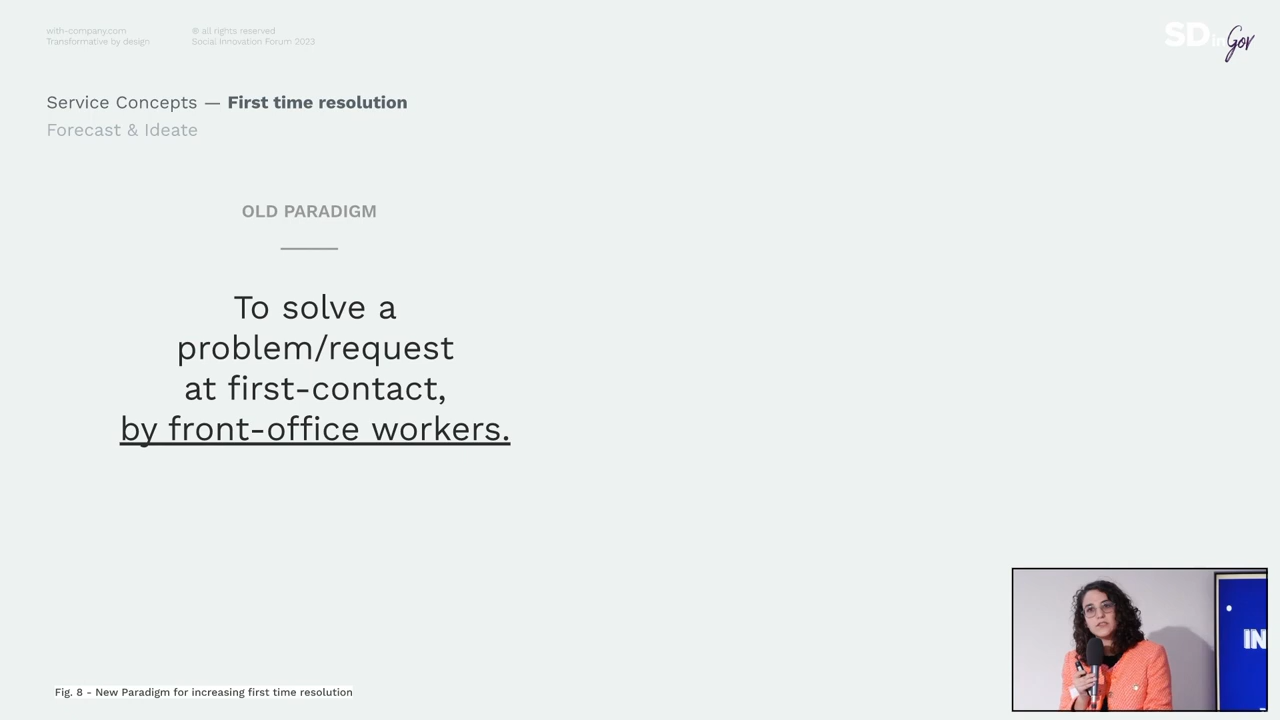 with-company.com
Transformative by design
® all rights reserved
Social Innovation Forum 2023
SDinGov
Service Concepts — First time resolution
Forecast & Ideate
OLD PARADIGM
To solve a
problem/request
at first-contact,
by front-office workers.
IN
Fig. 8 - New Paradigm for increasing first time resolution